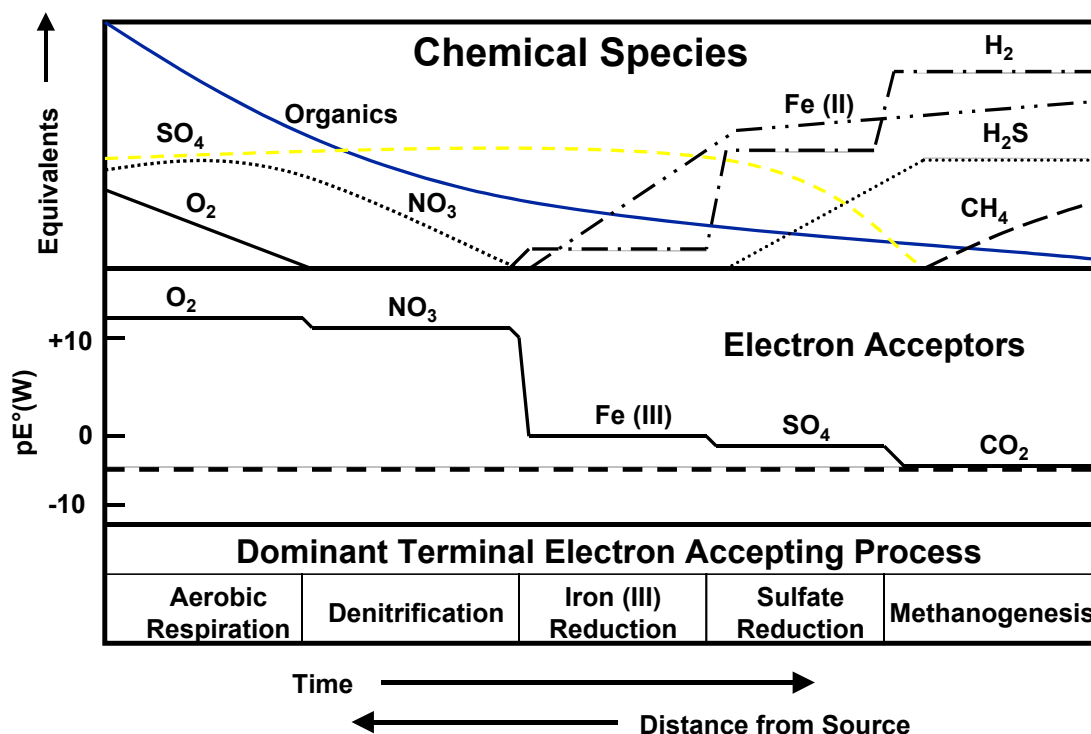 Chemical Species
H2
Fe (II)
Organics
SO4
H2S
O2
NO3
CH4
Equivalents
O2
NO3
+10
Electron Acceptors
Fe (III)
SO4
0
CO2
pE°(W)
-10
Dominant Terminal Electron Accepting Process
Aerobic
Respiration
Denitrification
Iron (III)
Reduction
Sulfate
Reduction
Methanogenesis
Time
Distance from Source